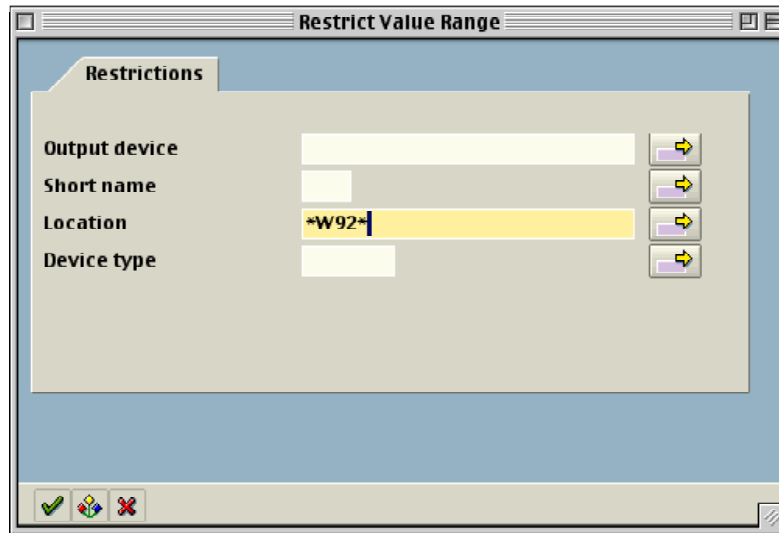 Restrict Value Range
Restrictions
Output device
Short name
Location *W92*
Device type